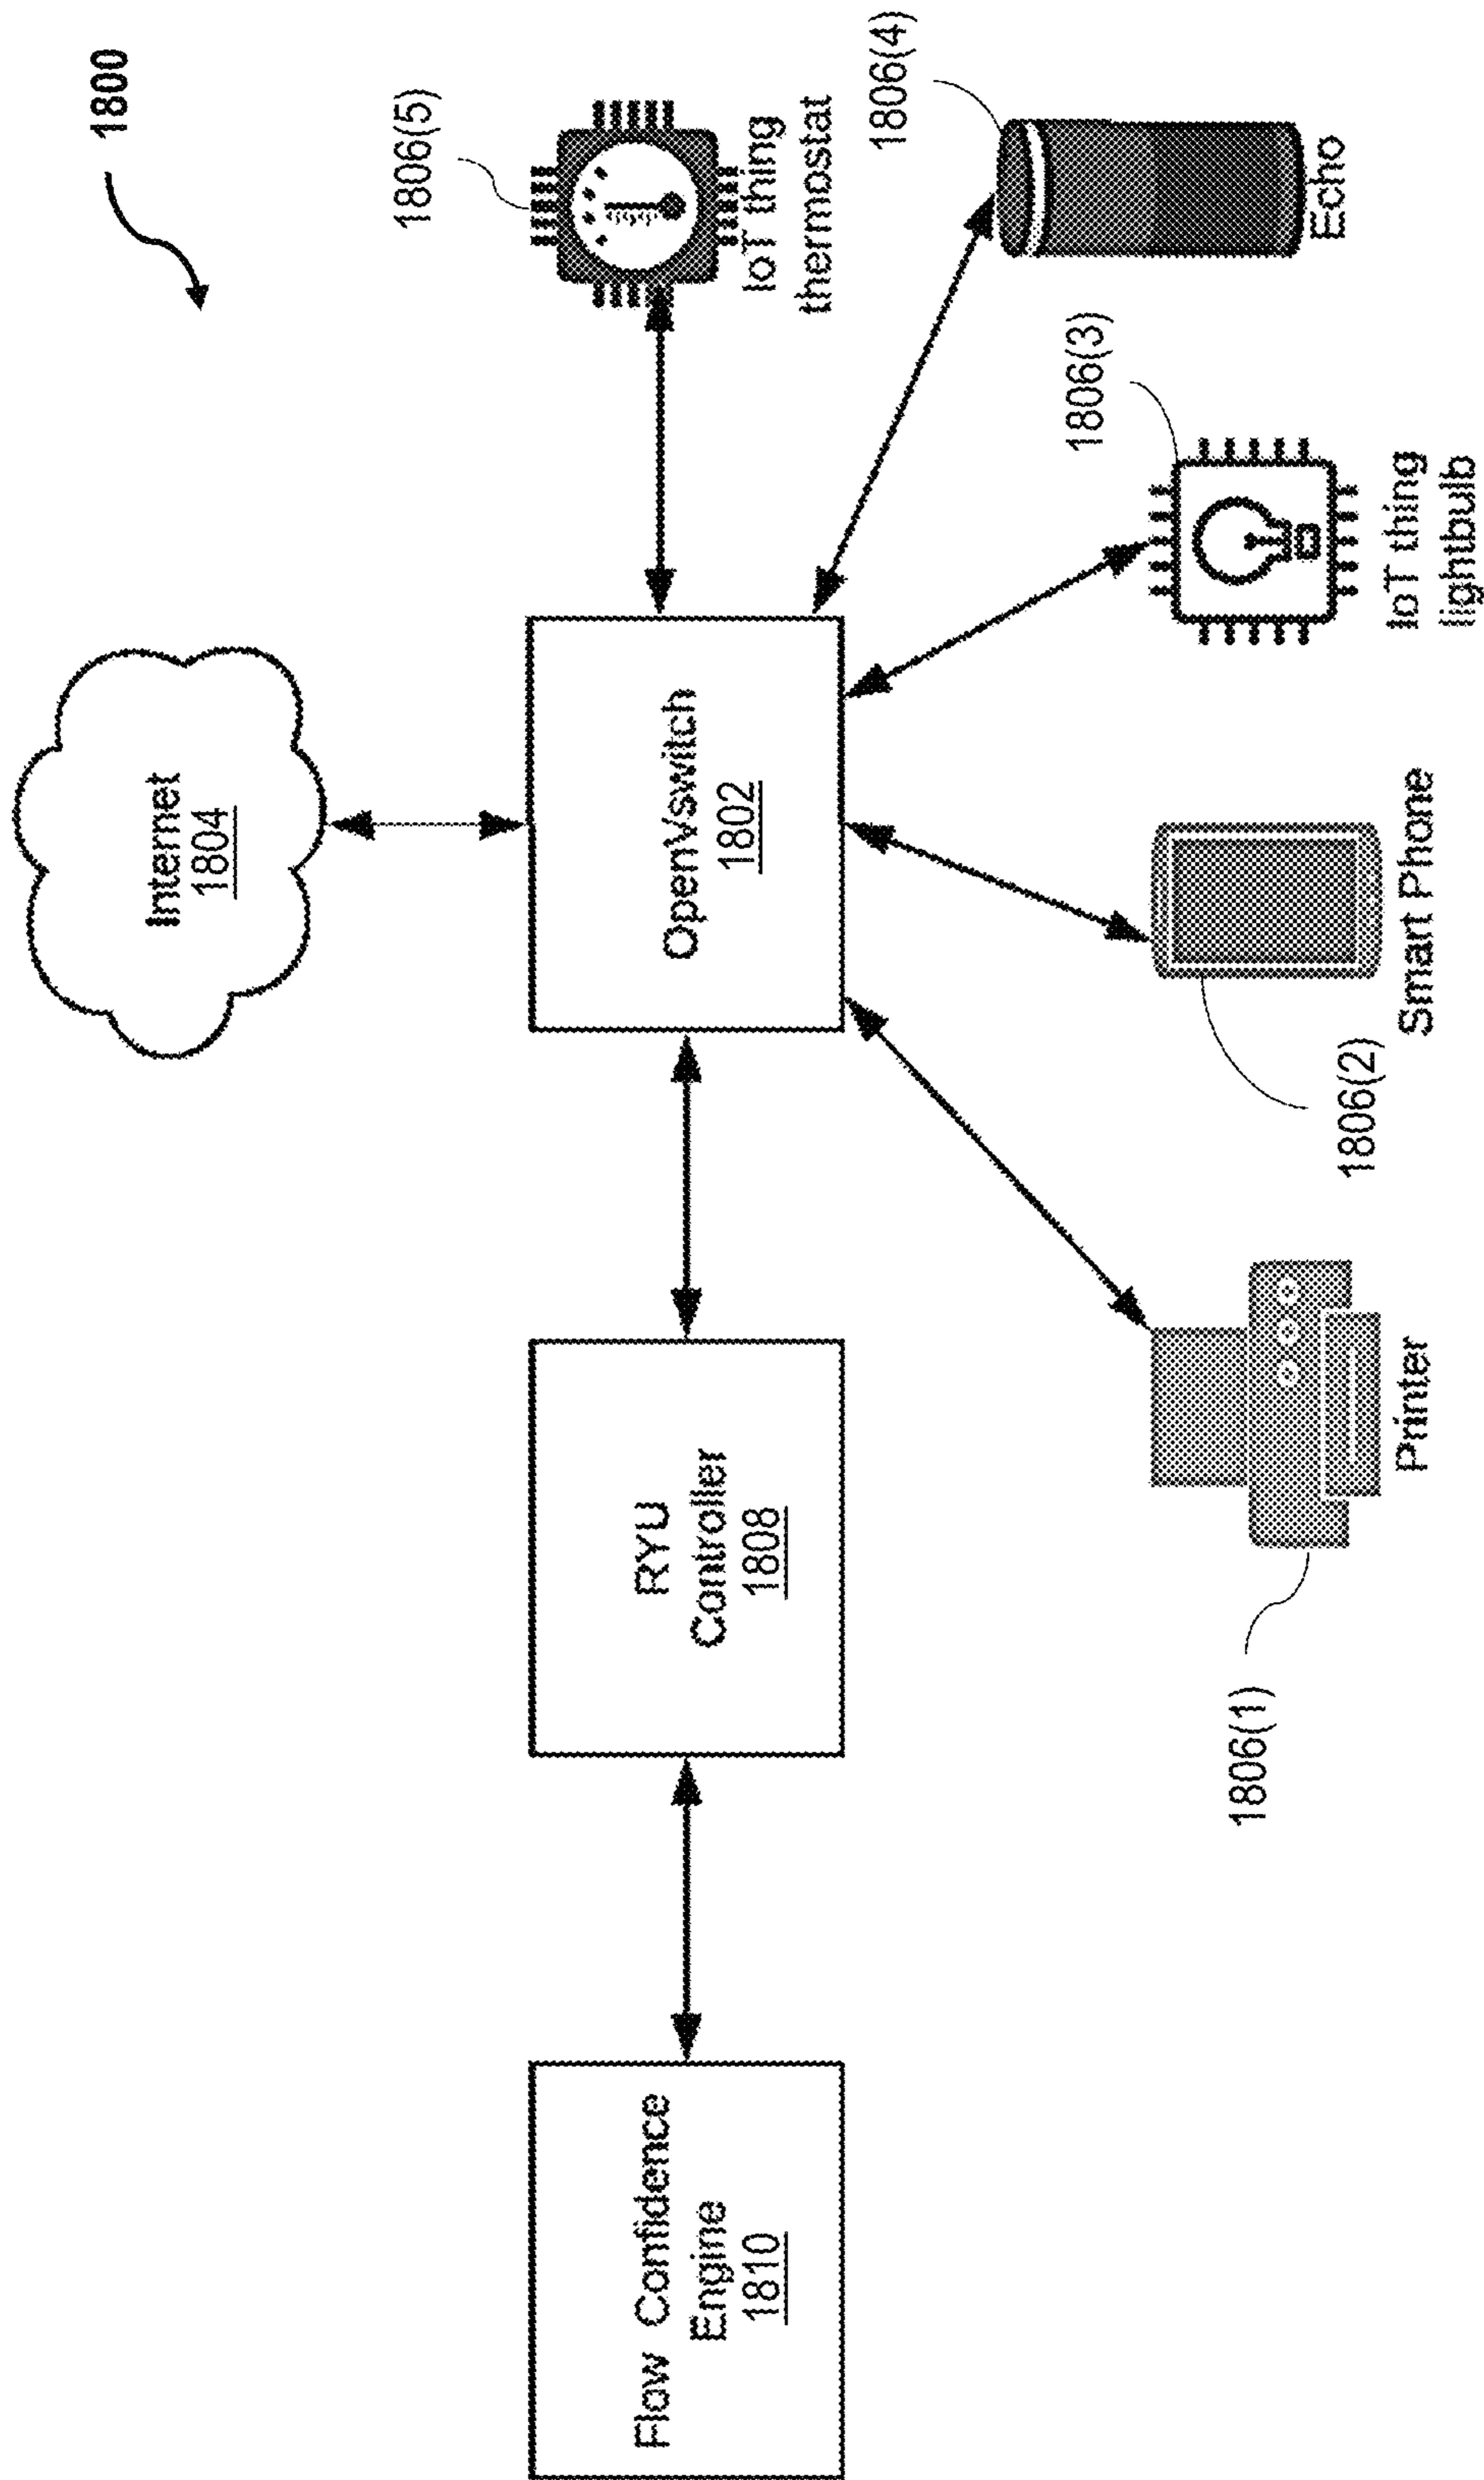 1800
Internet
1804
Flow Confidence
Engine
1810
RYU
Controller
1808
OpenVswitch
1802
1806(5)
IoT thing
thermostat
1806(4)
Echo
1806(3)
IoT thing
lightbulb
1806(2)
Smart Phone
1806(1)
Printer